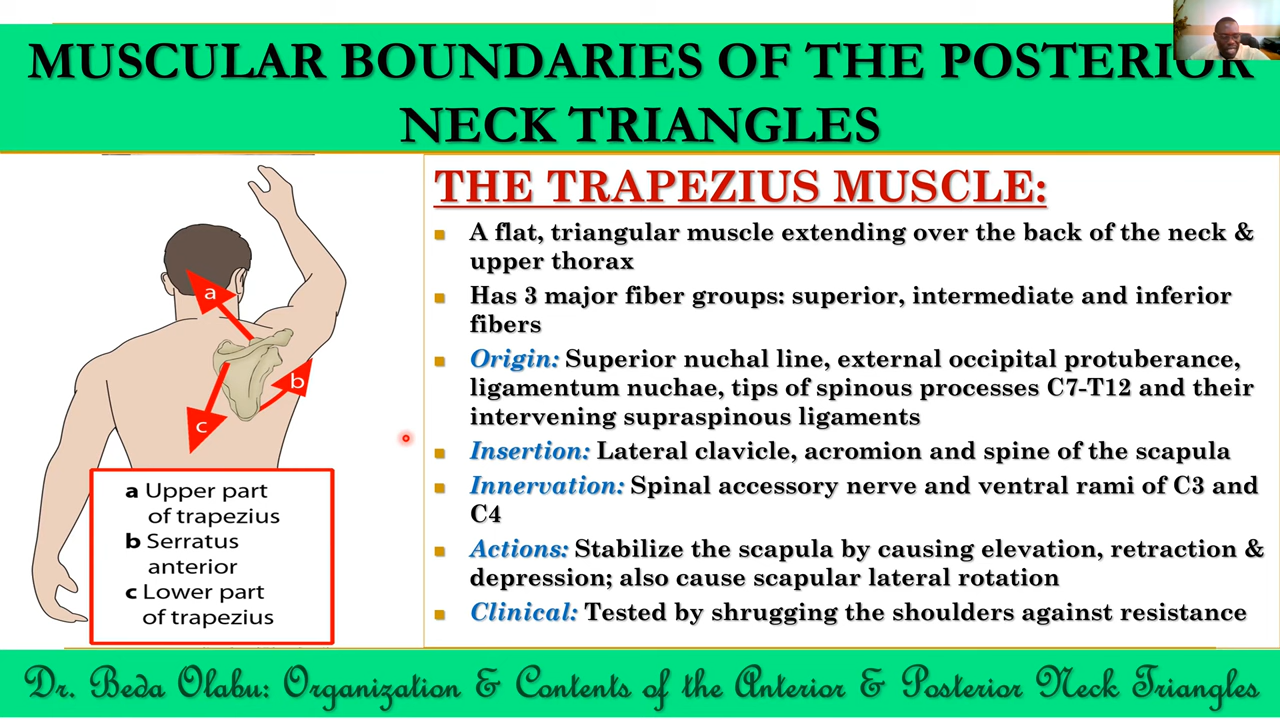 MUSCULAR BOUNDARIES OF THE POSTERIOR
NECK TRIANGLES
THE TRAPEZIUS MUSCLE:
A flat, triangular muscle extending over the back of the neck &
upper thorax
Has 3 major fiber groups: superior, intermediate and inferior
fibers
Origin: Superior nuchal line, external occipital protuberance,
ligamentum nuchae, tips of spinous processes C7-T12 and their
intervening supraspinous ligaments
Insertion: Lateral clavicle, acromion and spine of the scapula
Innervation: Spinal accessory nerve and ventral rami of C3 and
C4
Actions: Stabilize the scapula by causing elevation, retraction &
depression; also cause scapular lateral rotation
Clinical: Tested by shrugging the shoulders against resistance
a
b
c
a Upper part
of trapezius
b Serratus
anterior
c Lower part
of trapezius
Dr. Beda Olabu: Organization & Contents of the Anterior & Posterior Neck Triangles